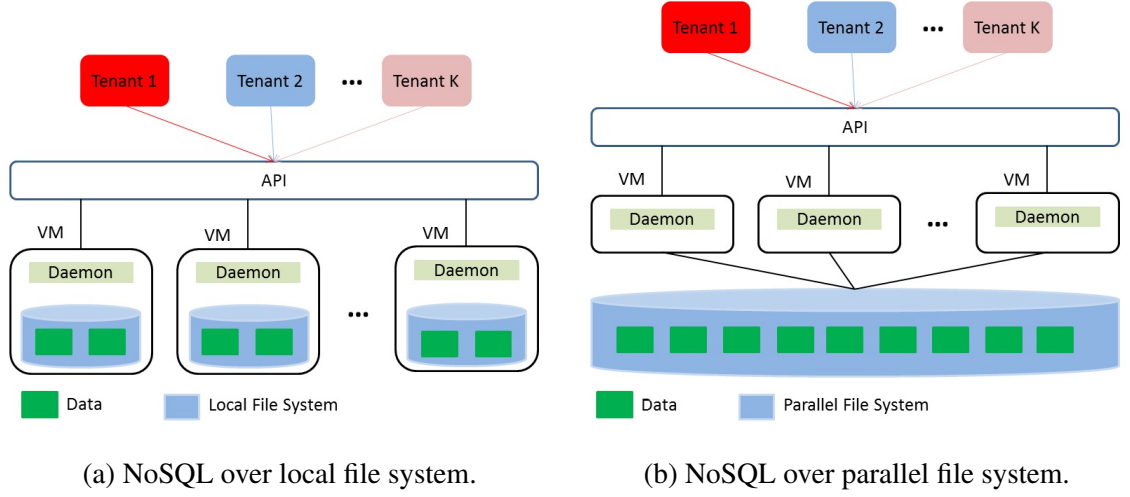 Tenant 1
Tenant 2
...
Tenant K
API
VM
VM
VM
Daemon
Daemon
...
Daemon
Data
Local File System
(a) NoSQL over local file system.
Tenant 1
Tenant 2
...
Tenant K
API
VM
VM
VM
Daemon
Daemon
...
Daemon
Data
Parallel File System
(b) NoSQL over parallel file system.